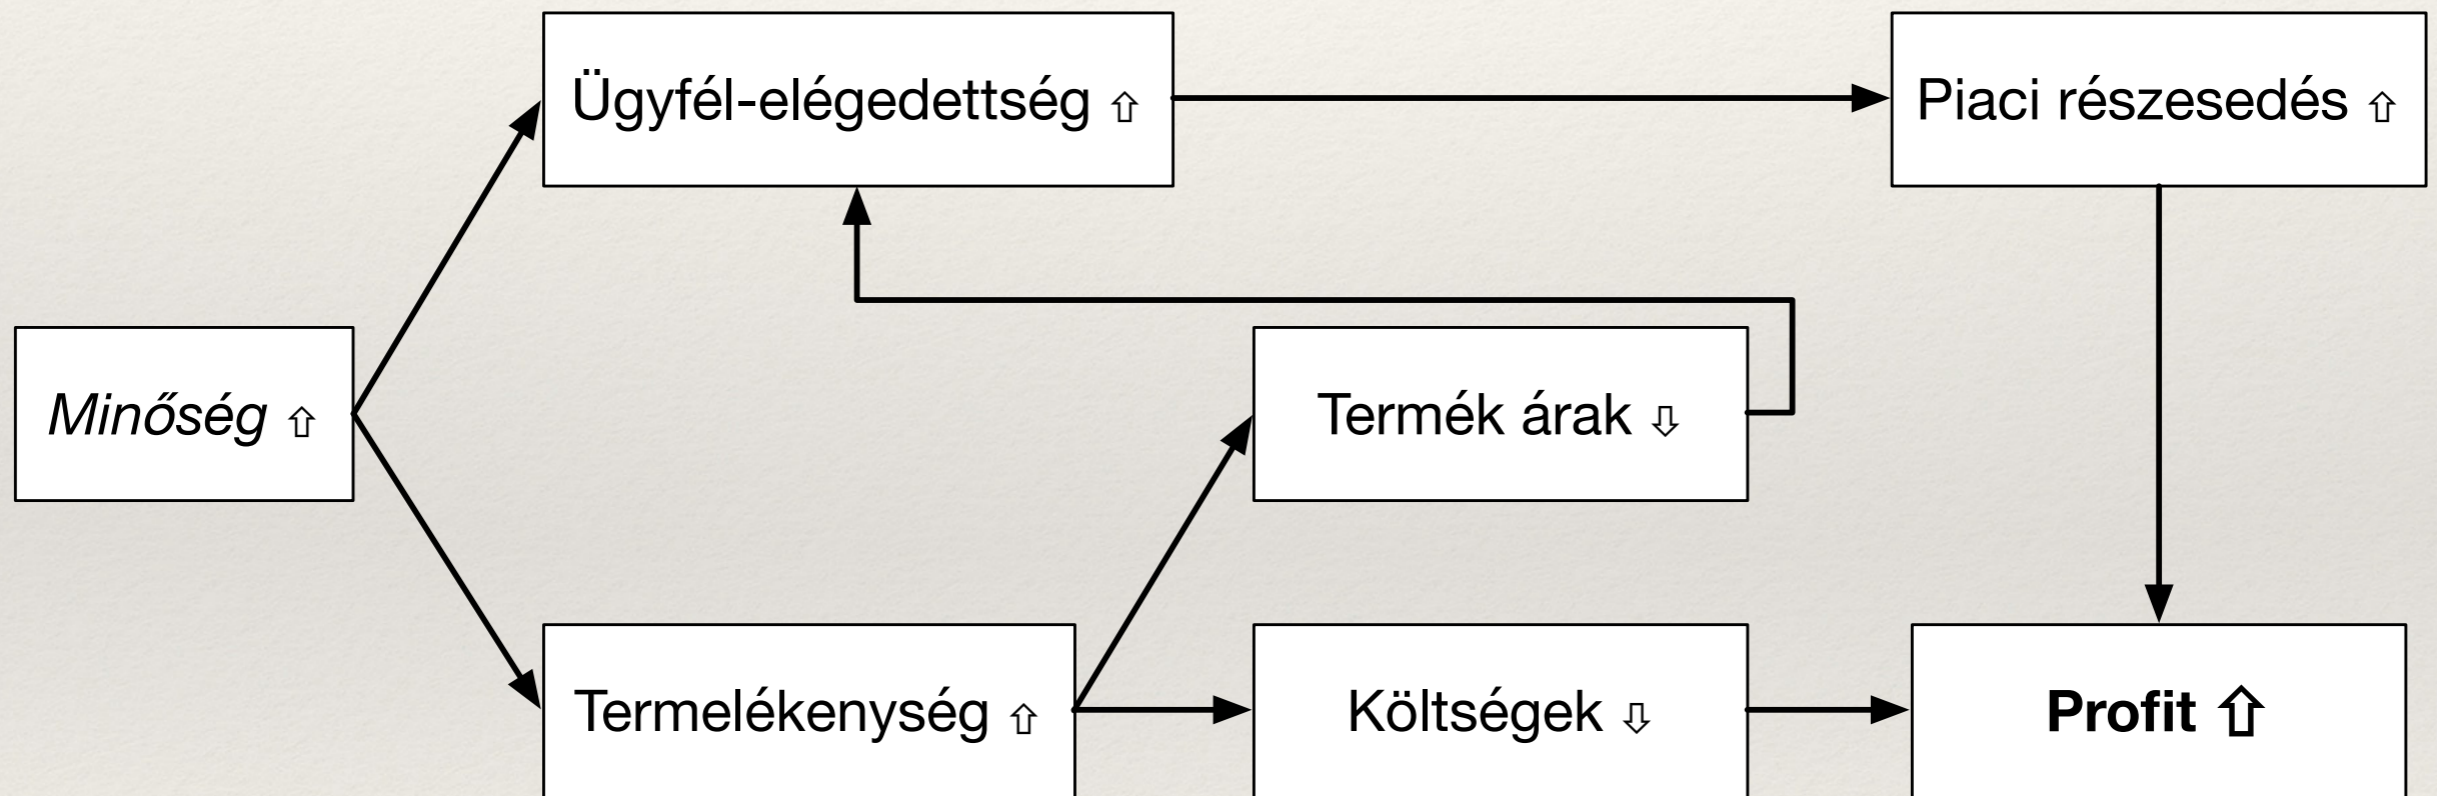 Ügyfél-elégedettség ⇧
Piaci részesedés ⇧
Minőség ⇧
Termék árak ⇩
Termelékenység ⇧
Költségek ⇩
Profit ⇧